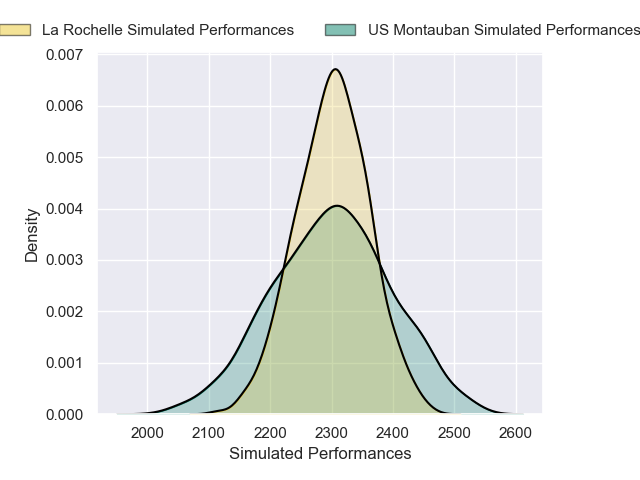 La Rochelle Simulated Performances US Montauban Simulated Performances
0.007
0.006
0.005
0.004
0.003
0.002
0.001
0.000
Density
2000 2100 2200 2300 2400 2500 2600
Simulated Performances